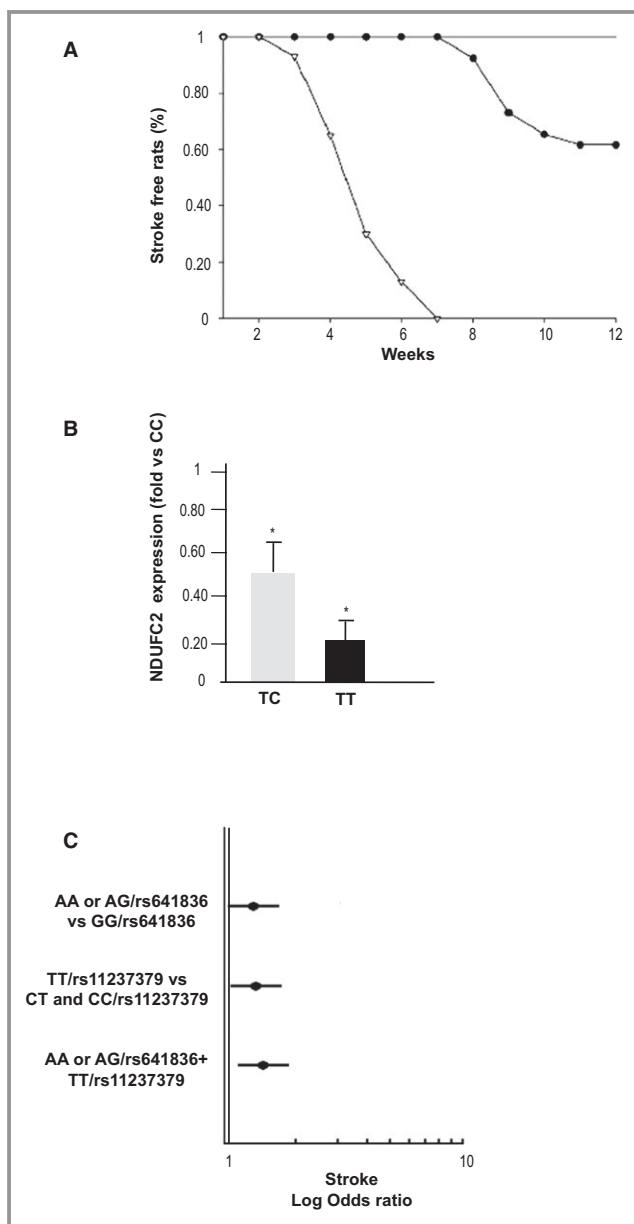 A
Stroke free rats (%)
1
0.80
0.60
0.40
0.20
0
2 4 6 8 10 12
Weeks
B
NDUFC2 expression (fold vs CC)
1
0.80
0.60
0.40
0.20
0
* *
TC TT
C
AA or AG/rs641836
vs GG/rs641836
TT/rs11237379 vs
CT and CC/rs11237379
AA or AG/rs641836+
TT/rs11237379
1 10
Stroke
Log Odds ratio